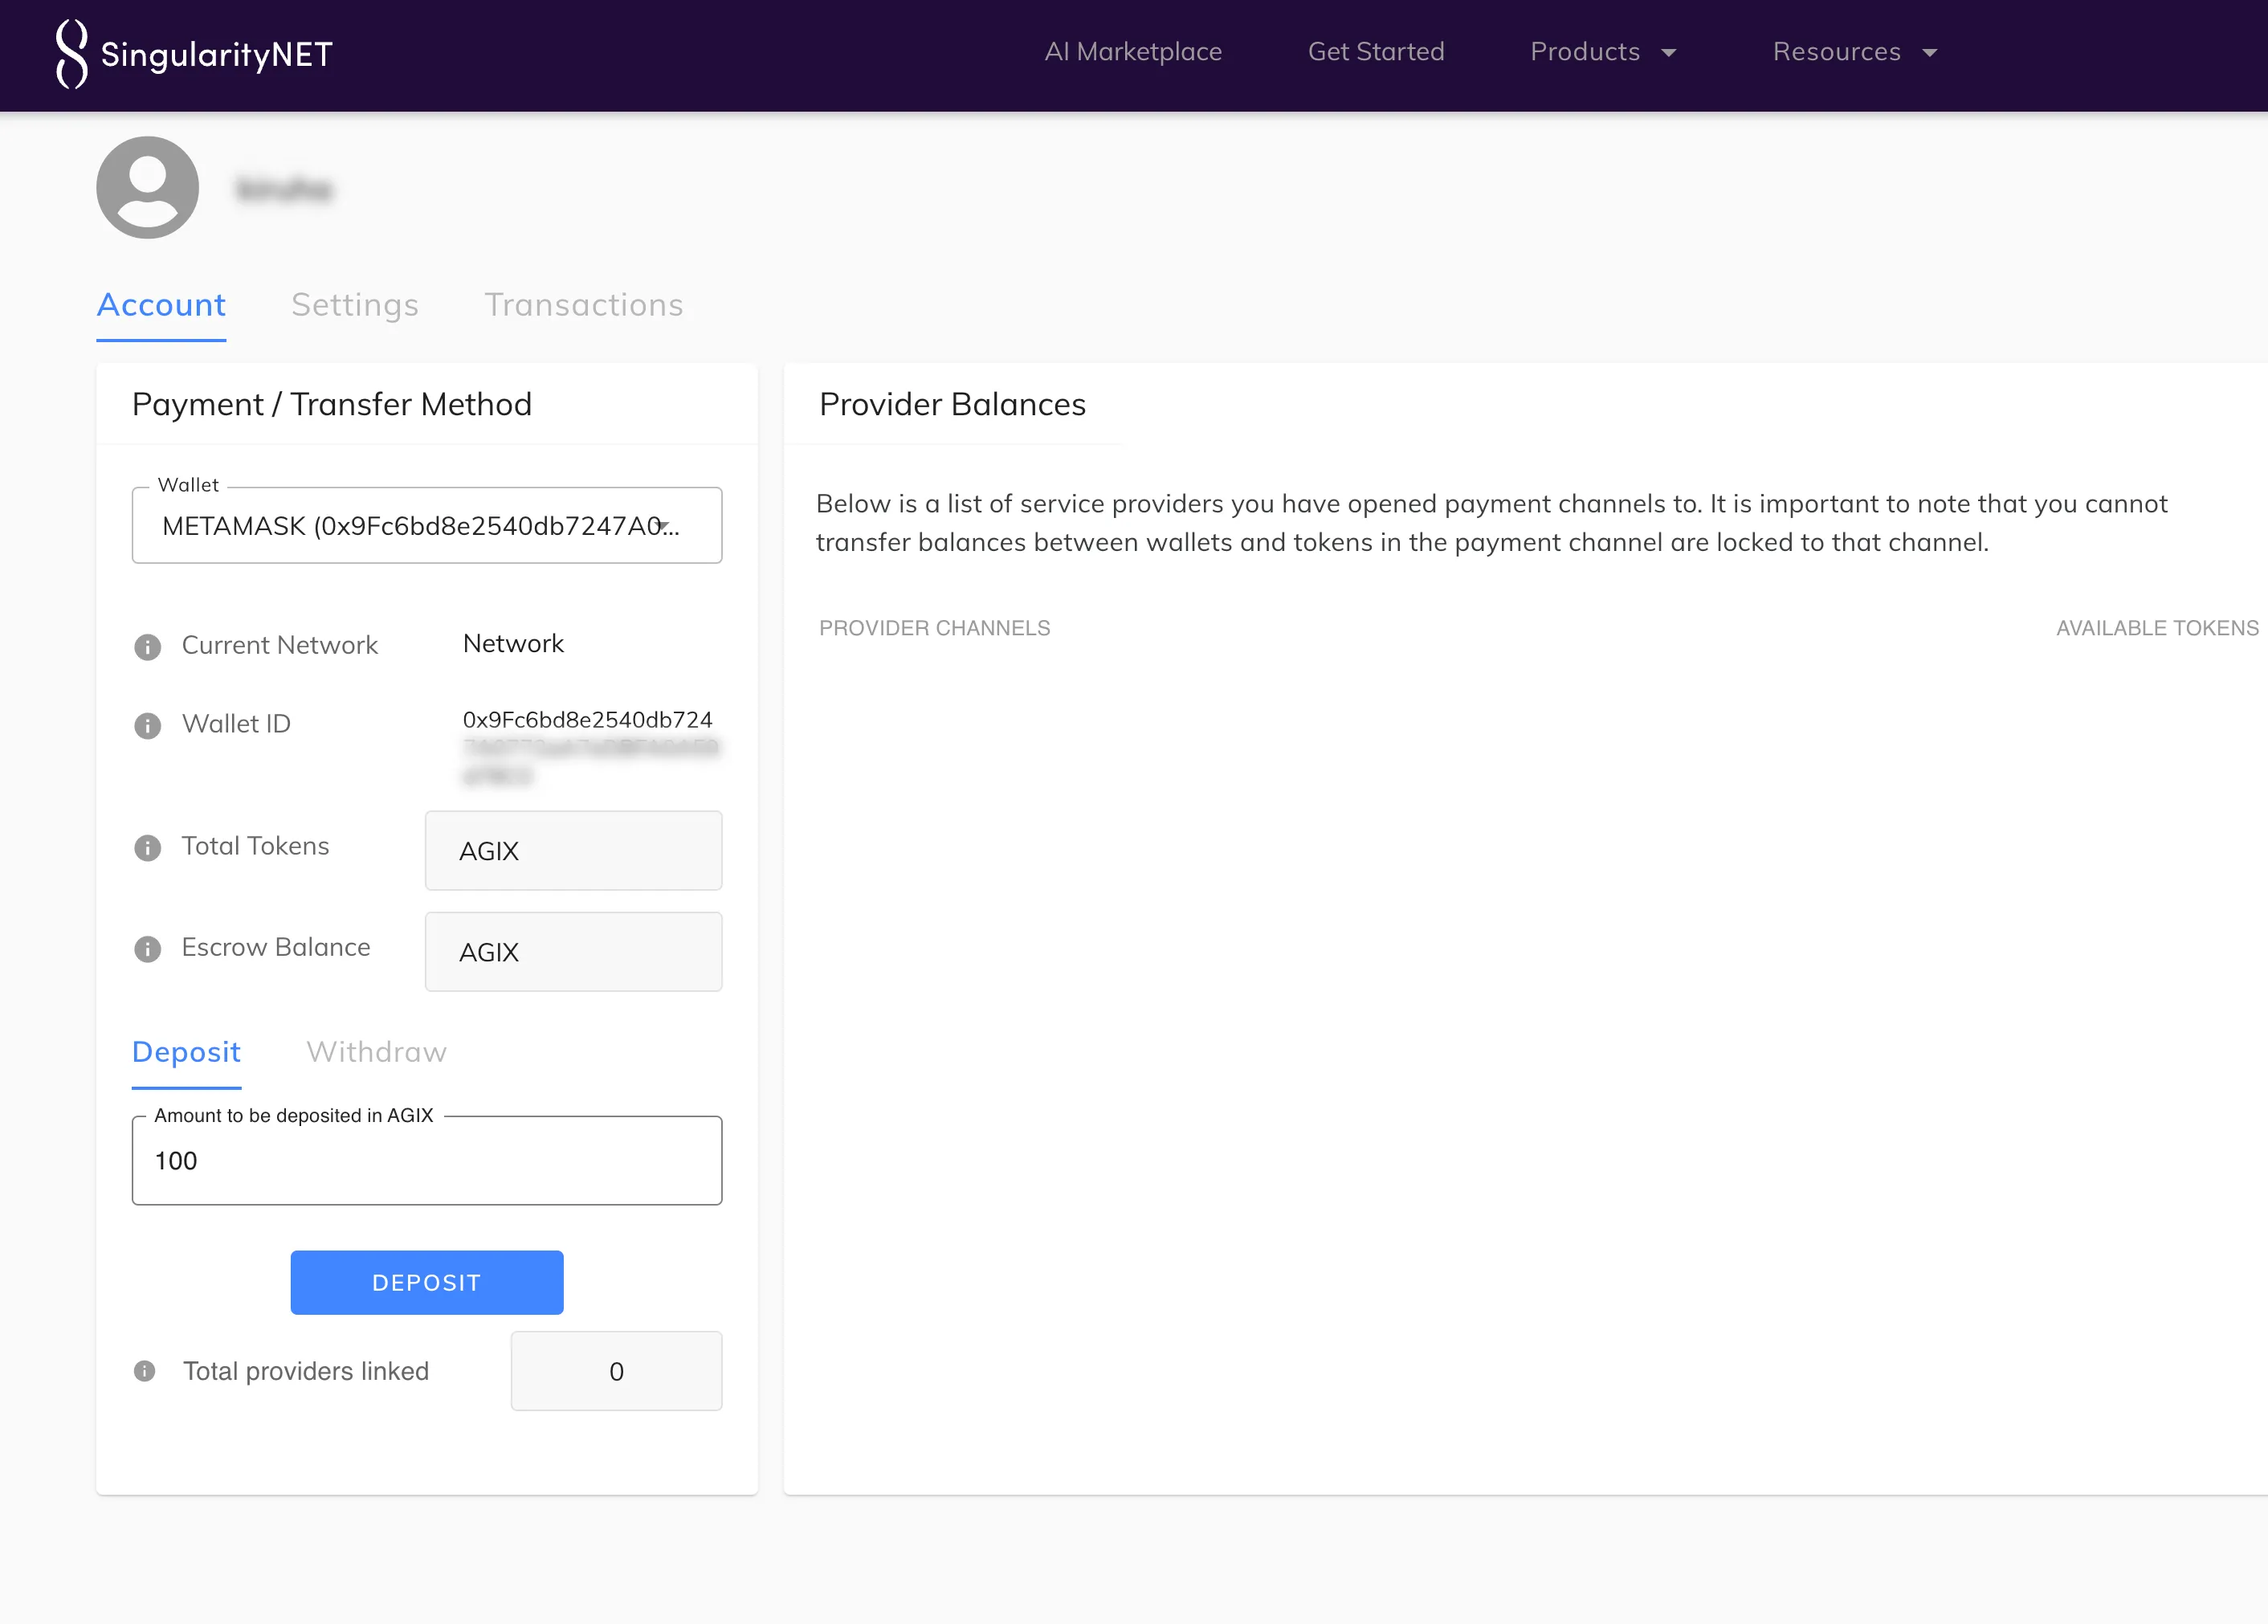 SingularityNET
AI Marketplace
Get Started
Products
Resources
Account
Settings
Transactions
Payment / Transfer Method
Wallet
METAMASK (0x9Fc6bd8e2540db7247A0...
Current Network
Network
Wallet ID
0x9Fc6bd8e2540db724
Total Tokens
AGIX
Escrow Balance
AGIX
Deposit
Withdraw
Amount to be deposited in AGIX
100
DEPOSIT
Total providers linked
0
Provider Balances
Below is a list of service providers you have opened payment channels to. It is important to note that you cannot
transfer balances between wallets and tokens in the payment channel are locked to that channel.
PROVIDER CHANNELS
AVAILABLE TOKENS